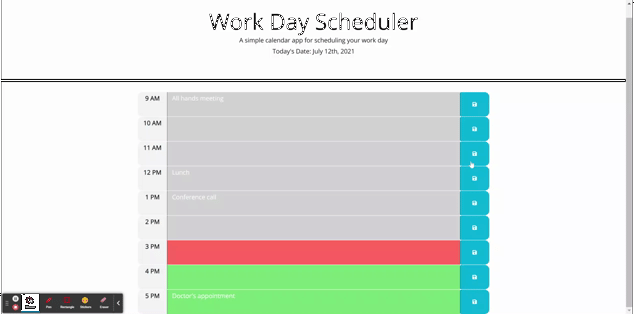 Work Day Scheduler
A simple calendar app for scheduling your work day
Today's Date: July 12th, 2021
9 AM All hands meeting
10 AM
11 AM
12 PM Lunch
1 PM Conference call
2 PM
3 PM
4 PM
5 PM Doctor's appointment
Pen Rectangle Eraser